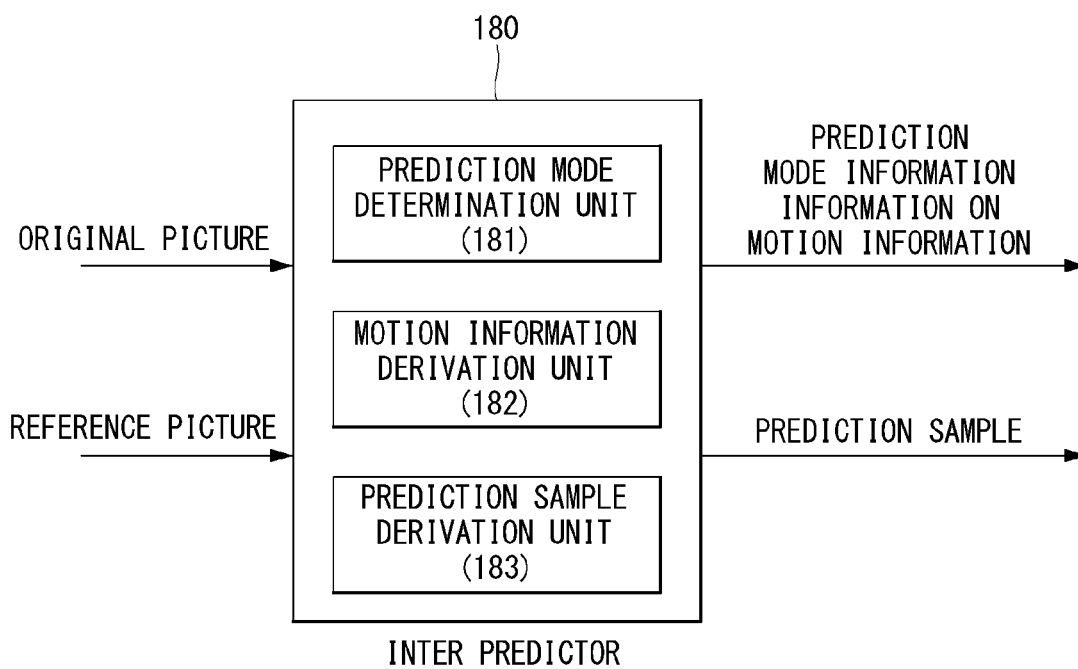 180
PREDICTION MODE
DETERMINATION UNIT
(181)
MOTION INFORMATION
DERIVATION UNIT
(182)
PREDICTION SAMPLE
DERIVATION UNIT
(183)
ORIGINAL PICTURE
REFERENCE PICTURE
PREDICTION
MODE INFORMATION
INFORMATION ON
MOTION INFORMATION
PREDICTION SAMPLE
INTER PREDICTOR